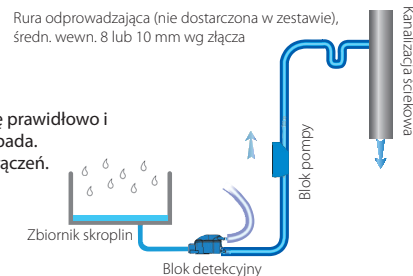 Rura odprowadzająca (nie dostarczona w zestawie),
średn. wewn. 8 lub 10 mm wg złącza
Kanalizacja ściekowa
ę prawidłowo i
pada.
łączeń.
Blok pompy
Zbiornik skroplin
Blok detekcyjny